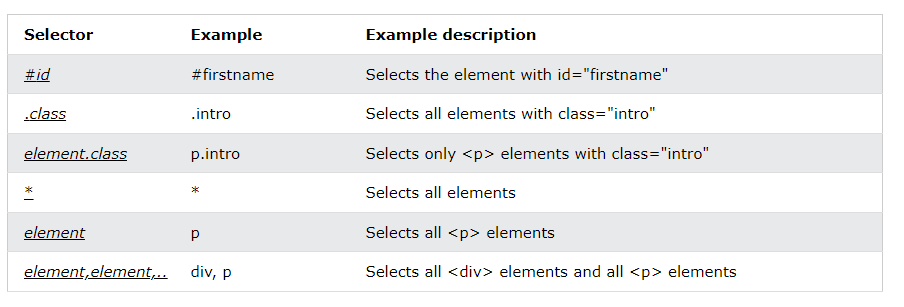 Selector Example Example description
#id #firstname Selects the element with id="firstname"
.class .intro Selects all elements with class="intro"
element.class p.intro Selects only <p> elements with class="intro"
* * Selects all elements
element p Selects all <p> elements
element,element,.. div, p Selects all <div> elements and all <p> elements